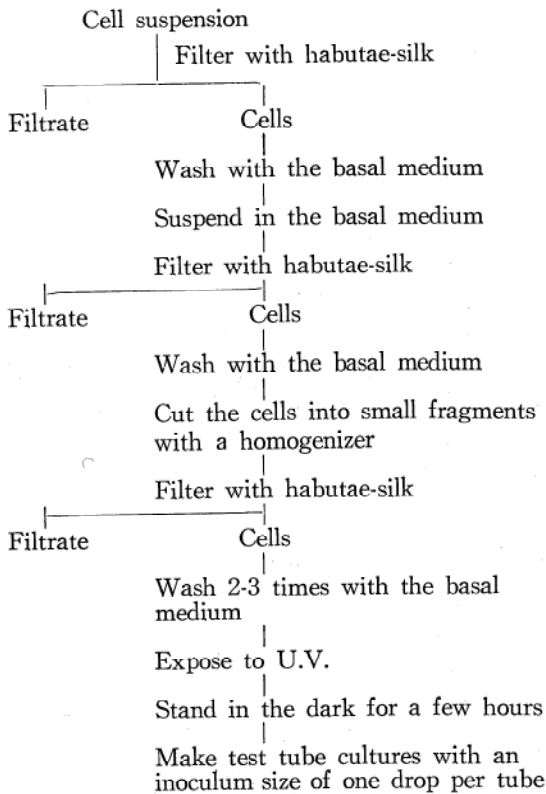 Cell suspension
Filter with habutae-silk
Filtrate Cells
Wash with the basal medium
Suspend in the basal medium
Filter with habutae-silk
Filtrate Cells
Wash with the basal medium
Cut the cells into small fragments
with a homogenizer
Filter with habutae-silk
Filtrate Cells
Wash 2-3 times with the basal
medium
Expose to U.V.
Stand in the dark for a few hours
Make test tube cultures with an
inoculum size of one drop per tube